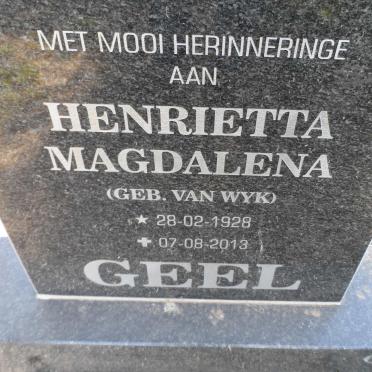 MET MOOI HERINNERINGE
AAN
HENRIETTA
MAGDALENA
(GEB. VAN WYK)
★ 28-02-1928
✚ 07-08-2013
GEEL